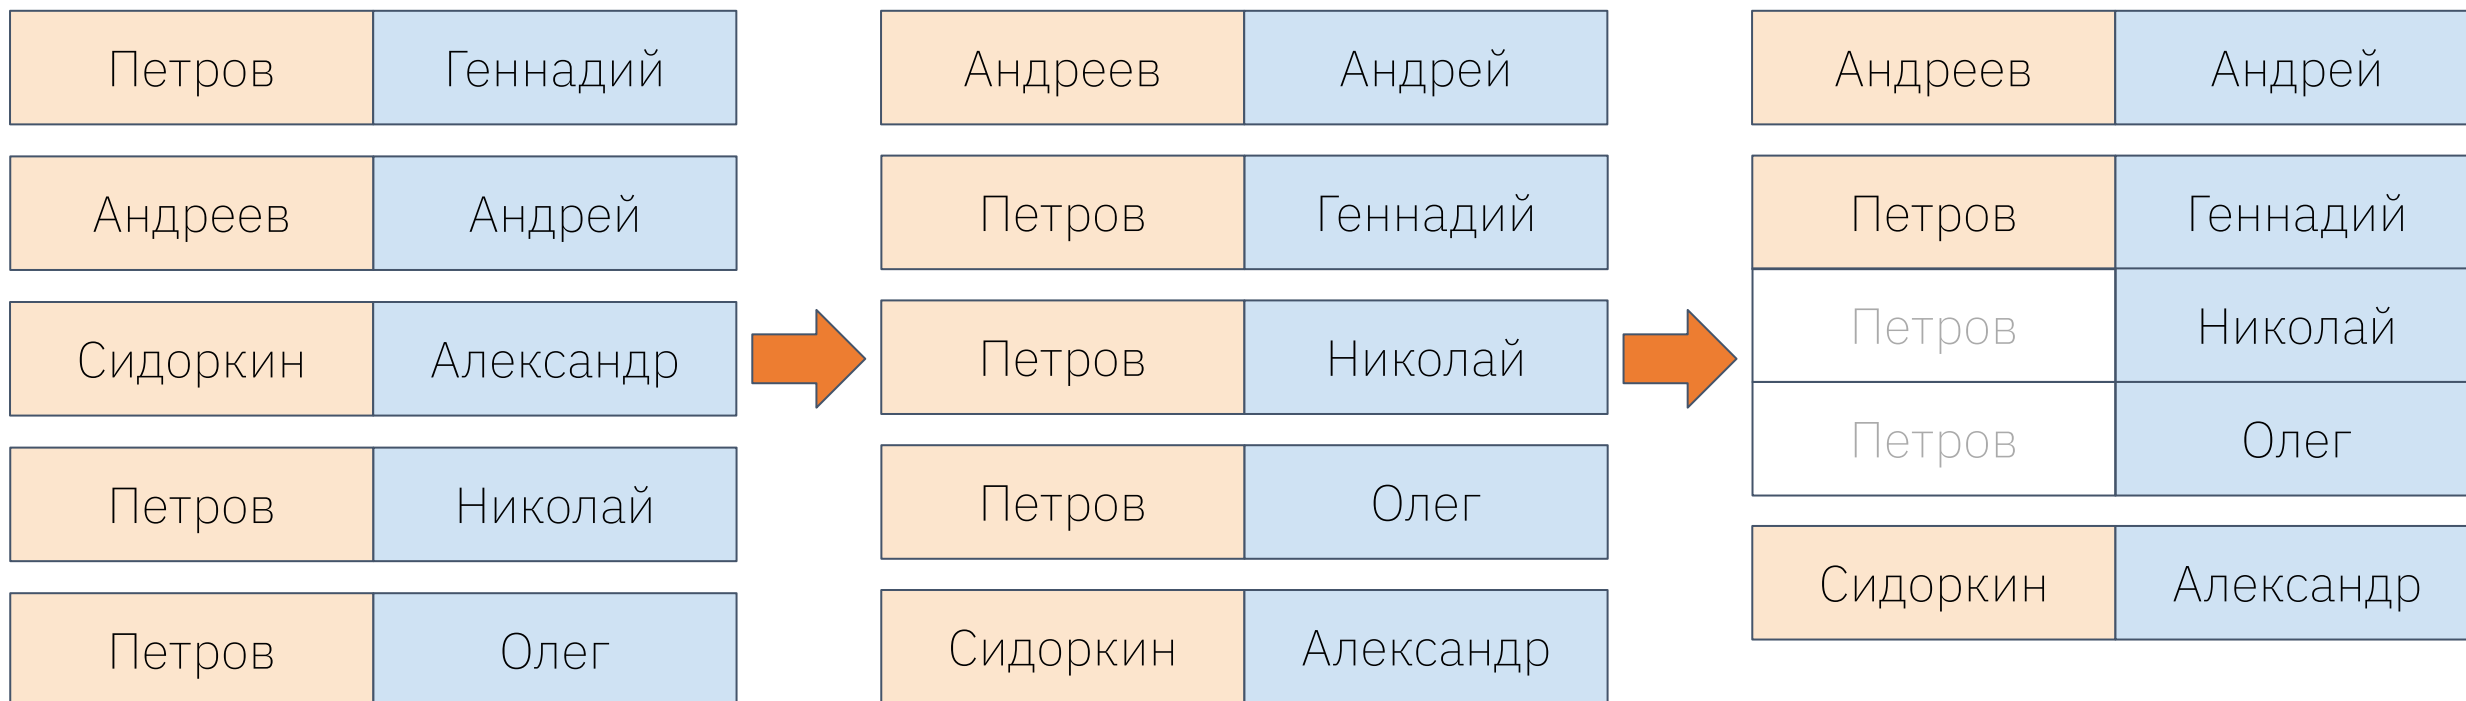 Петров Геннадий
Андреев Андрей
Сидоркин Александр
Петров Николай
Петров Олег
Андреев Андрей
Петров Геннадий
Петров Николай
Петров Олег
Сидоркин Александр
Андреев Андрей
Петров Геннадий
Петров Николай
Петров Олег
Сидоркин Александр